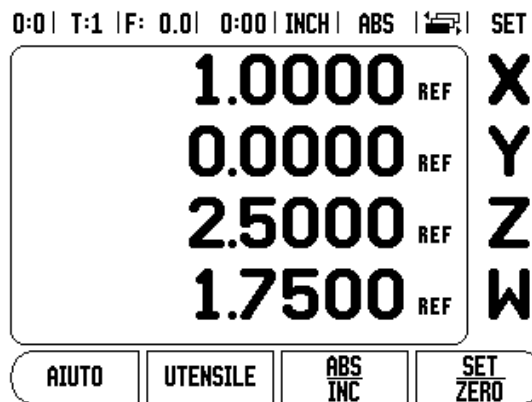 0:0 | T:1 | F: 0.0 | 0:00 | INCH | ABS | SET
1.0000 REF X
0.0000 REF Y
2.5000 REF Z
1.7500 REF W
AIUTO UTENSILE ABS INC SET ZERO